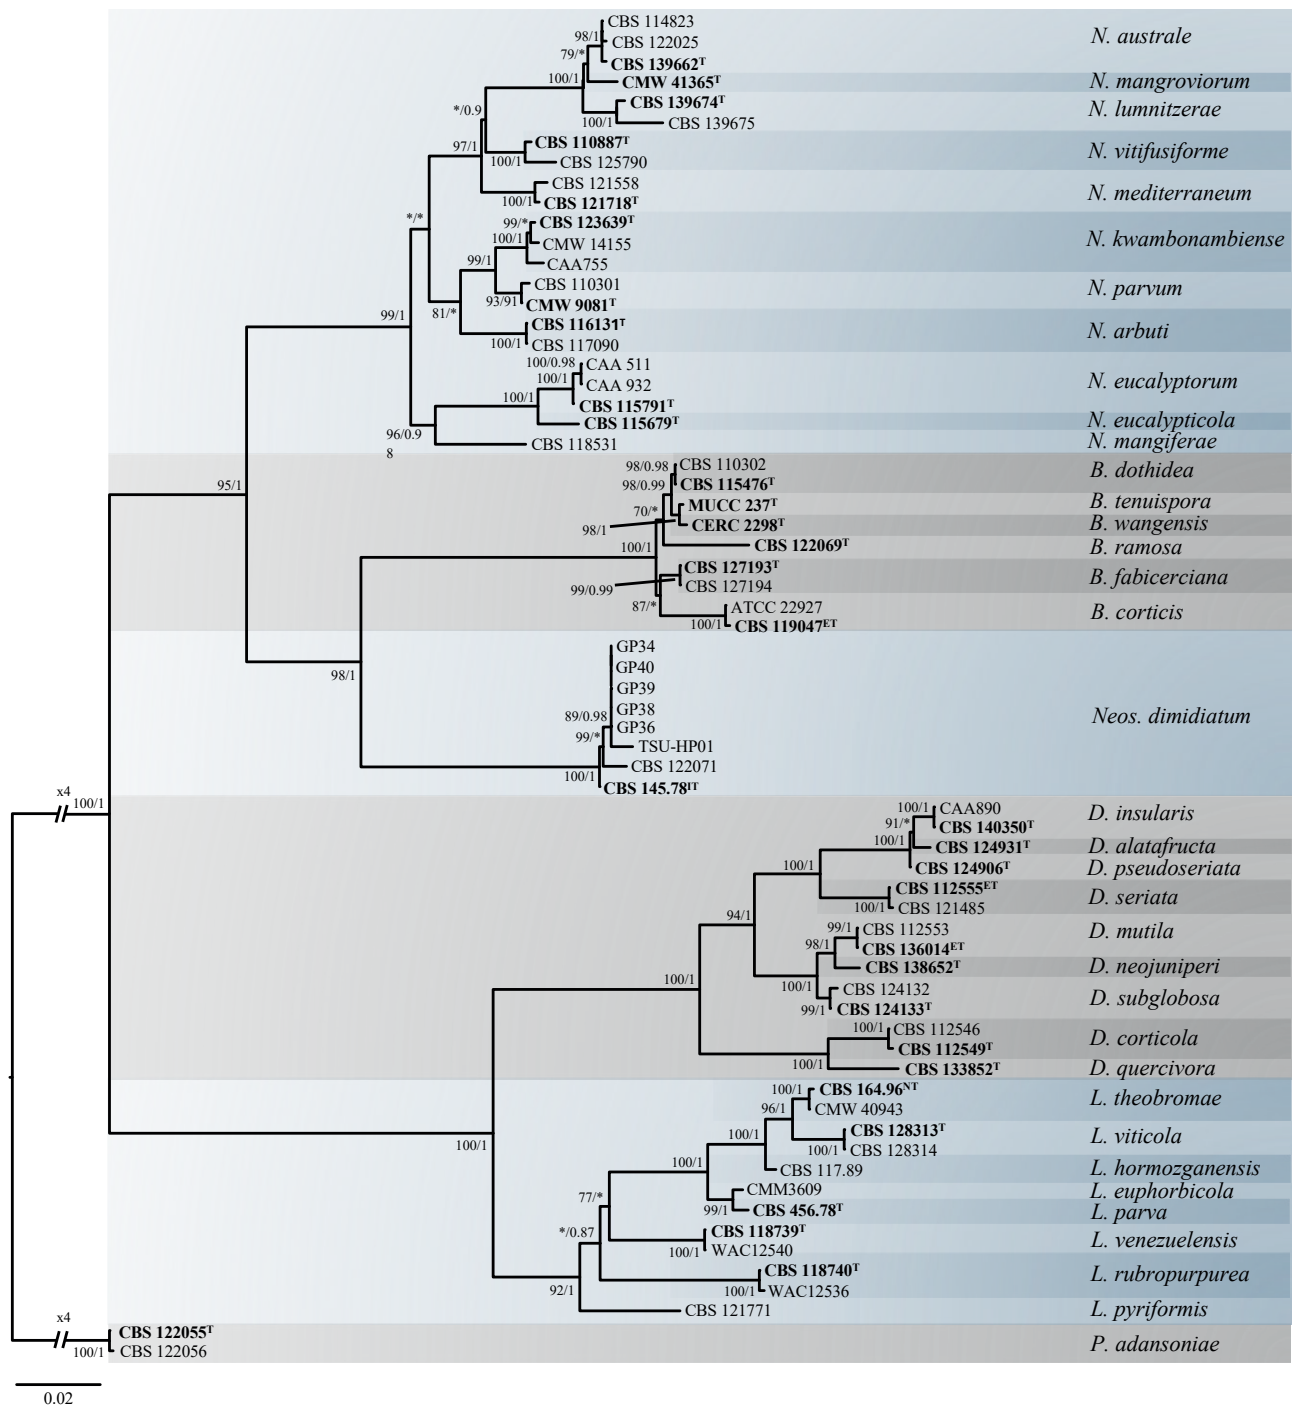 CBS 114823
98/1
CBS 122025
N. australe
79/*
CBS 139662T
100/1
CMW 41365T
N. mangroviorum
CBS 139674T
N. lumnitzerae
100/1
CBS 139675
*/0.9
CBS 110887T
97/1
N. vitifusiforme
100/1
CBS 125790
CBS 121558
N. mediterraneum
100/1
CBS 121718T
*/*
99/*
CBS 123639T
100/1
CMW 14155
N. kwambonambiense
99/1
CAA755
CBS 110301
N. parvum
93/91
CMW 9081T
81/*
99/1
CBS 116131T
N. arbuti
100/1
CBS 117090
100/0.98
CAA 511
100/1
CAA 932
N. eucalyptorum
100/1
CBS 115791T
CBS 115679T
N. eucalypticola
96/0.9
8
CBS 118531
N. mangiferae
98/0.98
CBS 110302
B. dothidea
98/0.99
CBS 115476T
95/1
MUCC 237T
B. tenuispora
70/*
98/1
CERC 2298T
B. wangensis
100/1
CBS 122069T
B. ramosa
CBS 127193T
B. fabicerciana
99/0.99
CBS 127194
87/*
ATCC 22927
B. corticis
100/1
CBS 119047ET
98/1
GP34
GP40
GP39
GP38
89/0.98
GP36
Neos. dimidiatum
99/*
TSU-HP01
CBS 122071
100/1
CBS 145.78IT
x4
100/1
100/1
CAA890
D. insularis
91/*
CBS 140350T
100/1
CBS 124931T
D. alatafructa
100/1
CBS 124906T
D. pseudoseriata
CBS 112555ET
D. seriata
100/1
CBS 121485
94/1
99/1
CBS 112553
D. mutila
98/1
CBS 136014ET
CBS 138652T
D. neojuniperi
100/1
100/1
CBS 124132
D. subglobosa
99/1
CBS 124133T
100/1
CBS 112546
D. corticola
CBS 112549T
100/1
CBS 133852T
D. quercivora
100/1
CBS 164.96NT
L. theobromae
96/1
CMW 40943
100/1
CBS 128313T
L. viticola
100/1
CBS 128314
100/1
100/1
CBS 117.89
L. hormozganensis
CMM3609
L. euphorbicola
77/*
99/1
CBS 456.78T
L. parva
*/0.87
CBS 118739T
L. venezuelensis
100/1
WAC12540
CBS 118740T
L. rubropurpurea
92/1
100/1
WAC12536
CBS 121771
L. pyriformis
x4
CBS 122055T
P. adansoniae
100/1
CBS 122056
0.02